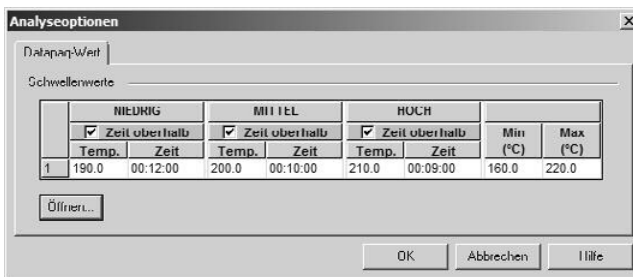 Analyseoptionen
Datapaq-Wert
Schwellenwerte
NIEDRIG MITTEL HOCH
Zeit oberhalb Zeit oberhalb Zeit oberhalb Min (°C) Max (°C)
Temp. Zeit Temp. Zeit Temp. Zeit
1 190.0 00:12:00 200.0 00:10:00 210.0 00:09:00 160.0 220.0
Öffnen...
OK Abbrechen Hilfe